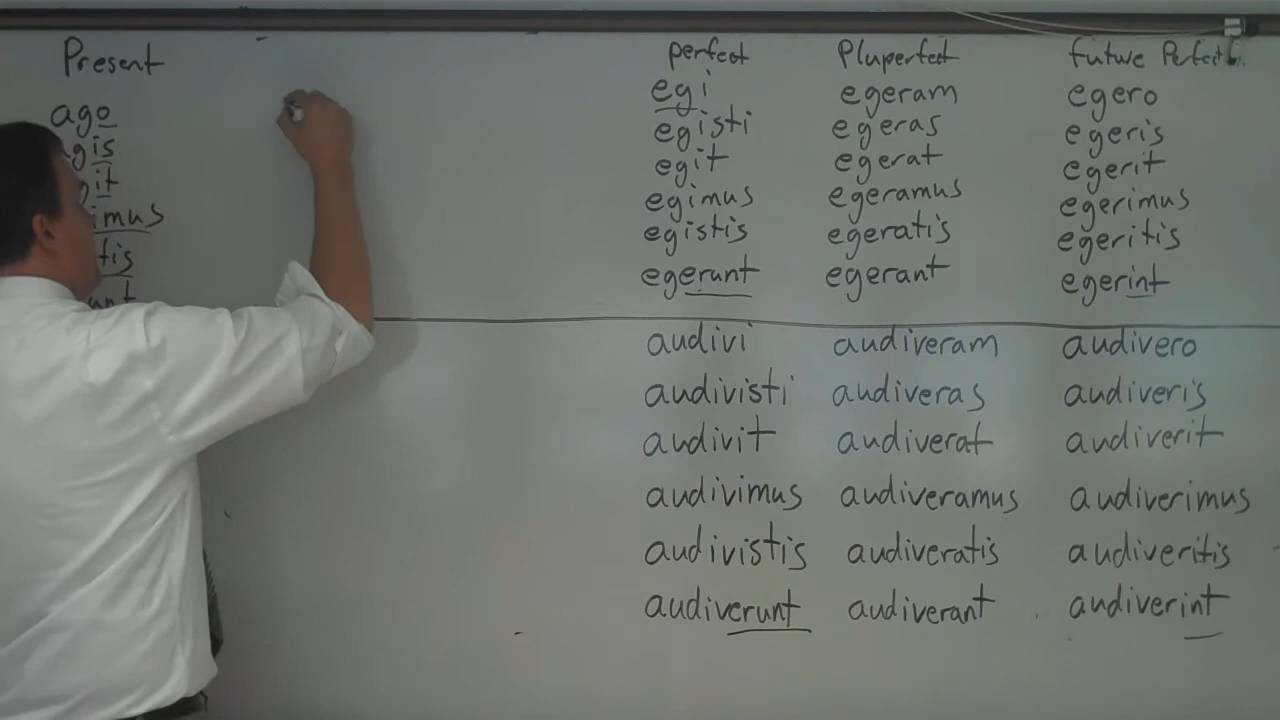 Present perfect Pluperfect future Perfect
ago egi egeram egero
gis egisti egeras egeris
git egit egerat egerit
imus egimus egeramus egerimus
tis egistis egeratis egeritis
unt egerunt egerant egerint
audivi audiveram audivero
audivisti audiveras audiveris
audivit audiverat audiverit
audivimus audiveramus audiverimus
audivistis audiveratis audiveritis
audiverunt audiverant audiverint